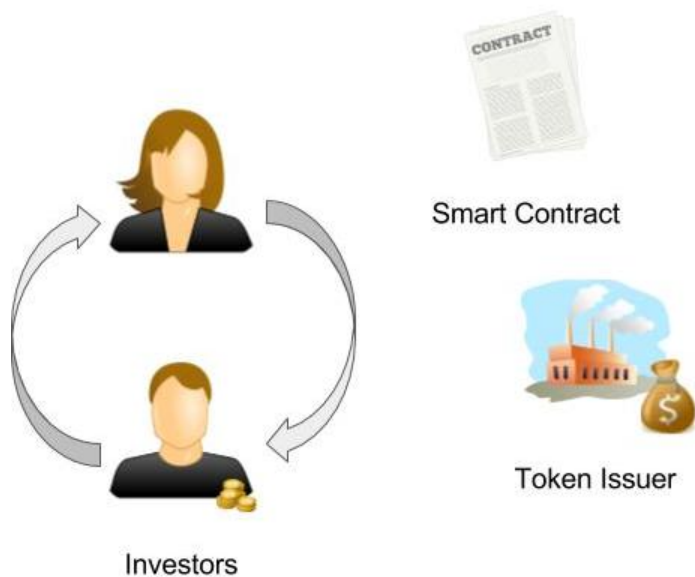 CONTRACT
Smart Contract
$
Token Issuer
Investors